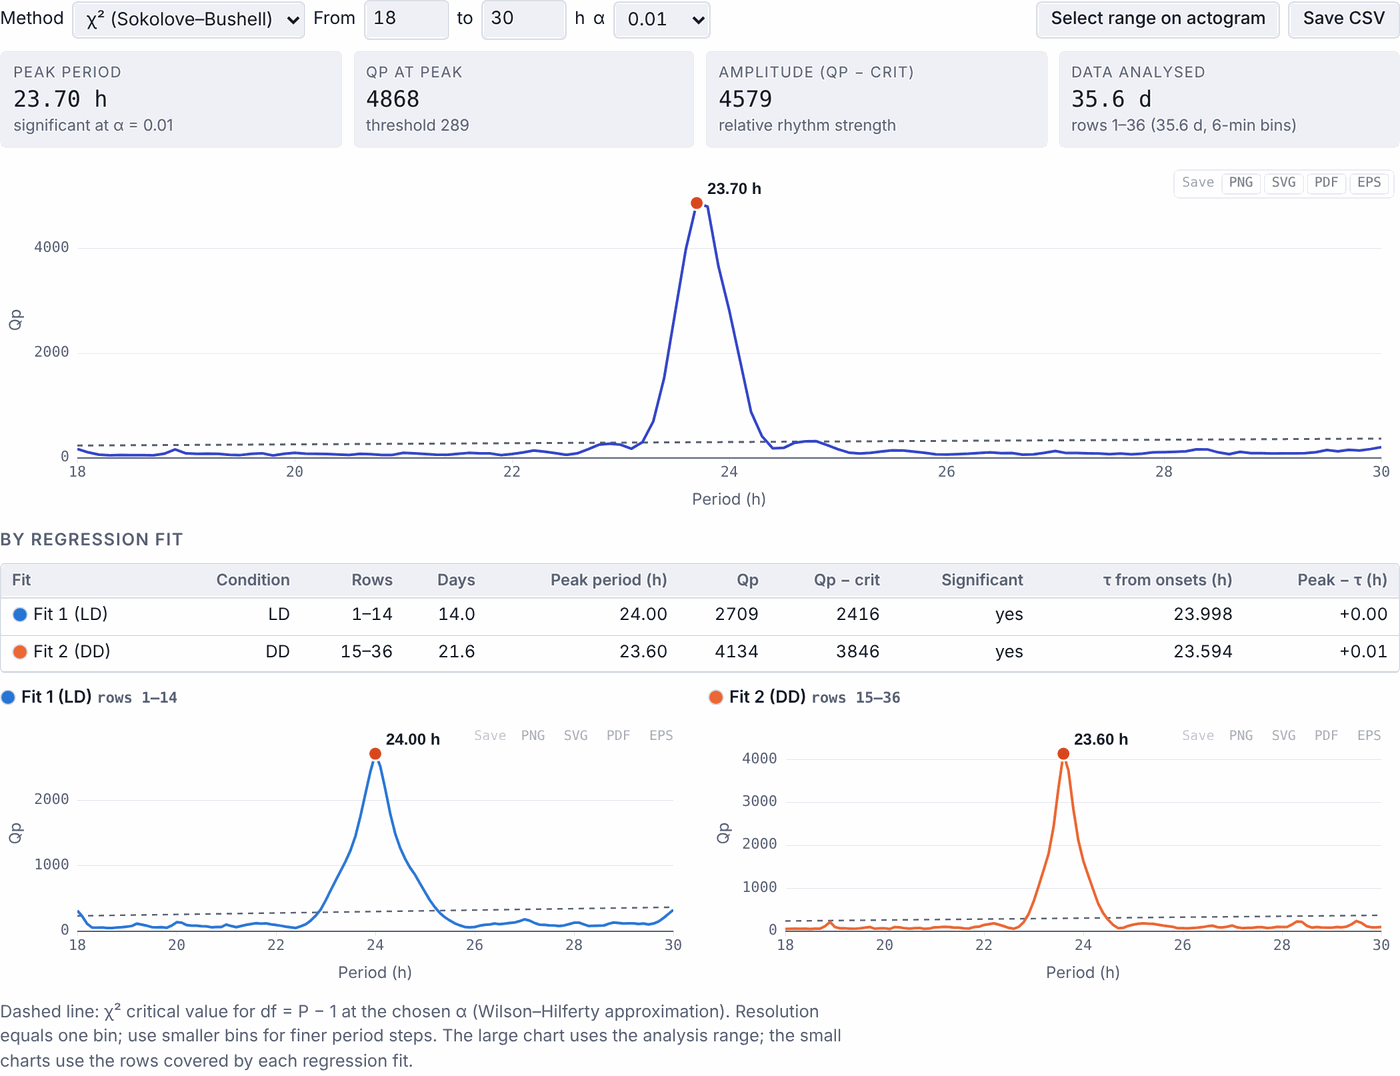 Method χ² (Sokolove–Bushell) From 18 to 30 h α 0.01 Select range on actogram Save CSV
PEAK PERIOD
23.70 h
significant at α = 0.01
QP AT PEAK
4868
threshold 289
AMPLITUDE (QP − CRIT)
4579
relative rhythm strength
DATA ANALYSED
35.6 d
rows 1–36 (35.6 d, 6-min bins)
Save PNG SVG PDF EPS
23.70 h
4000
2000
0
Qp
18 20 22 24 26 28 30
Period (h)
BY REGRESSION FIT
Fit Condition Rows Days Peak period (h) Qp Qp − crit Significant τ from onsets (h) Peak − τ (h)
Fit 1 (LD) LD 1–14 14.0 24.00 2709 2416 yes 23.998 +0.00
Fit 2 (DD) DD 15–36 21.6 23.60 4134 3846 yes 23.594 +0.01
Fit 1 (LD) rows 1–14
24.00 h
Save PNG SVG PDF EPS
2000
1000
0
Qp
18 20 22 24 26 28 30
Period (h)
Fit 2 (DD) rows 15–36
23.60 h
Save PNG SVG PDF EPS
4000
3000
2000
1000
0
Qp
18 20 22 24 26 28 30
Period (h)
Dashed line: χ² critical value for df = P − 1 at the chosen α (Wilson–Hilferty approximation). Resolution
equals one bin; use smaller bins for finer period steps. The large chart uses the analysis range; the small
charts use the rows covered by each regression fit.